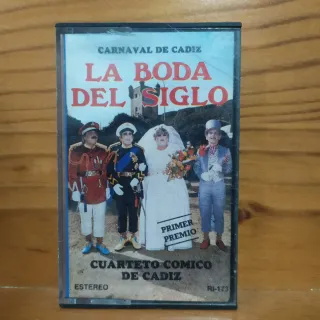 CARNAVAL DE CADIZ
LA BODA
DEL SIGLO
PRIMER
PREMIO
CUARTETO COMICO
DE CADIZ
ESTEREO